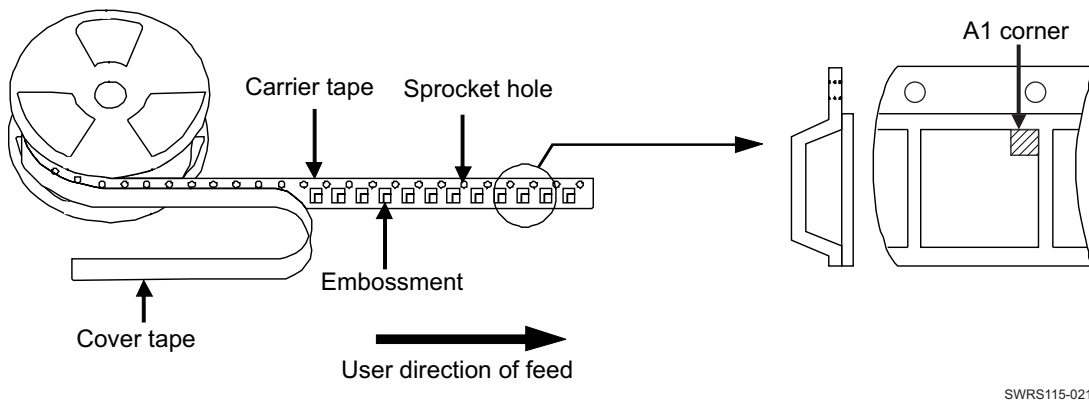 A1 corner
Carrier tape
Sprocket hole
Embossment
Cover tape
User direction of feed
SWRS115-021